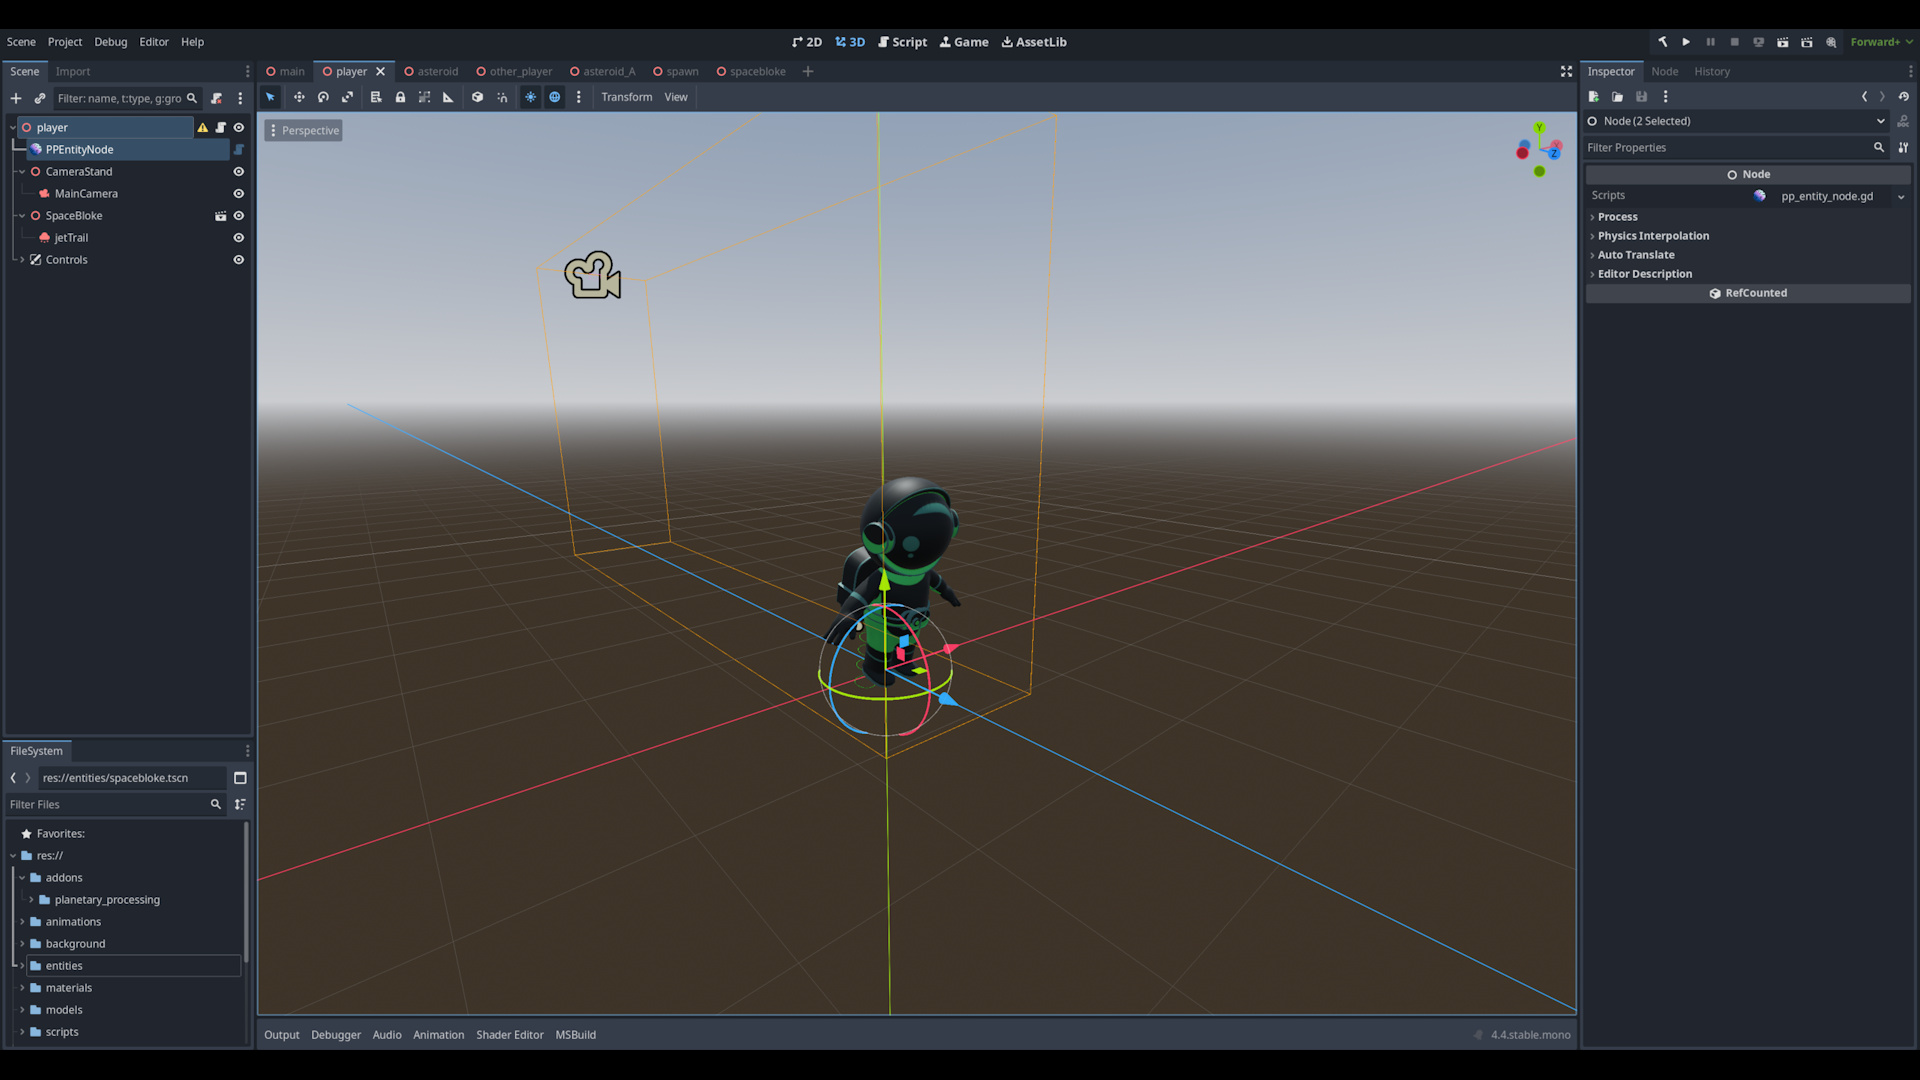 Scene Project Debug Editor Help
2D 3D Script Game AssetLib
Forward+
Scene Import
Filter: name, t:type, g:gro
player
PPEntityNode
CameraStand
MainCamera
SpaceBloke
jetTrail
Controls
FileSystem
res://entities/spacebloke.tscn
Filter Files
Favorites:
res://
addons
planetary_processing
animations
background
entities
materials
models
scripts
main player asteroid other_player asteroid_A spawn spacebloke
Transform View
Perspective
Y
Z
Output Debugger Audio Animation Shader Editor MSBuild
4.4.stable.mono
Inspector Node History
Node (2 Selected)
Filter Properties
Node
Scripts pp_entity_node.gd
Process
Physics Interpolation
Auto Translate
Editor Description
RefCounted